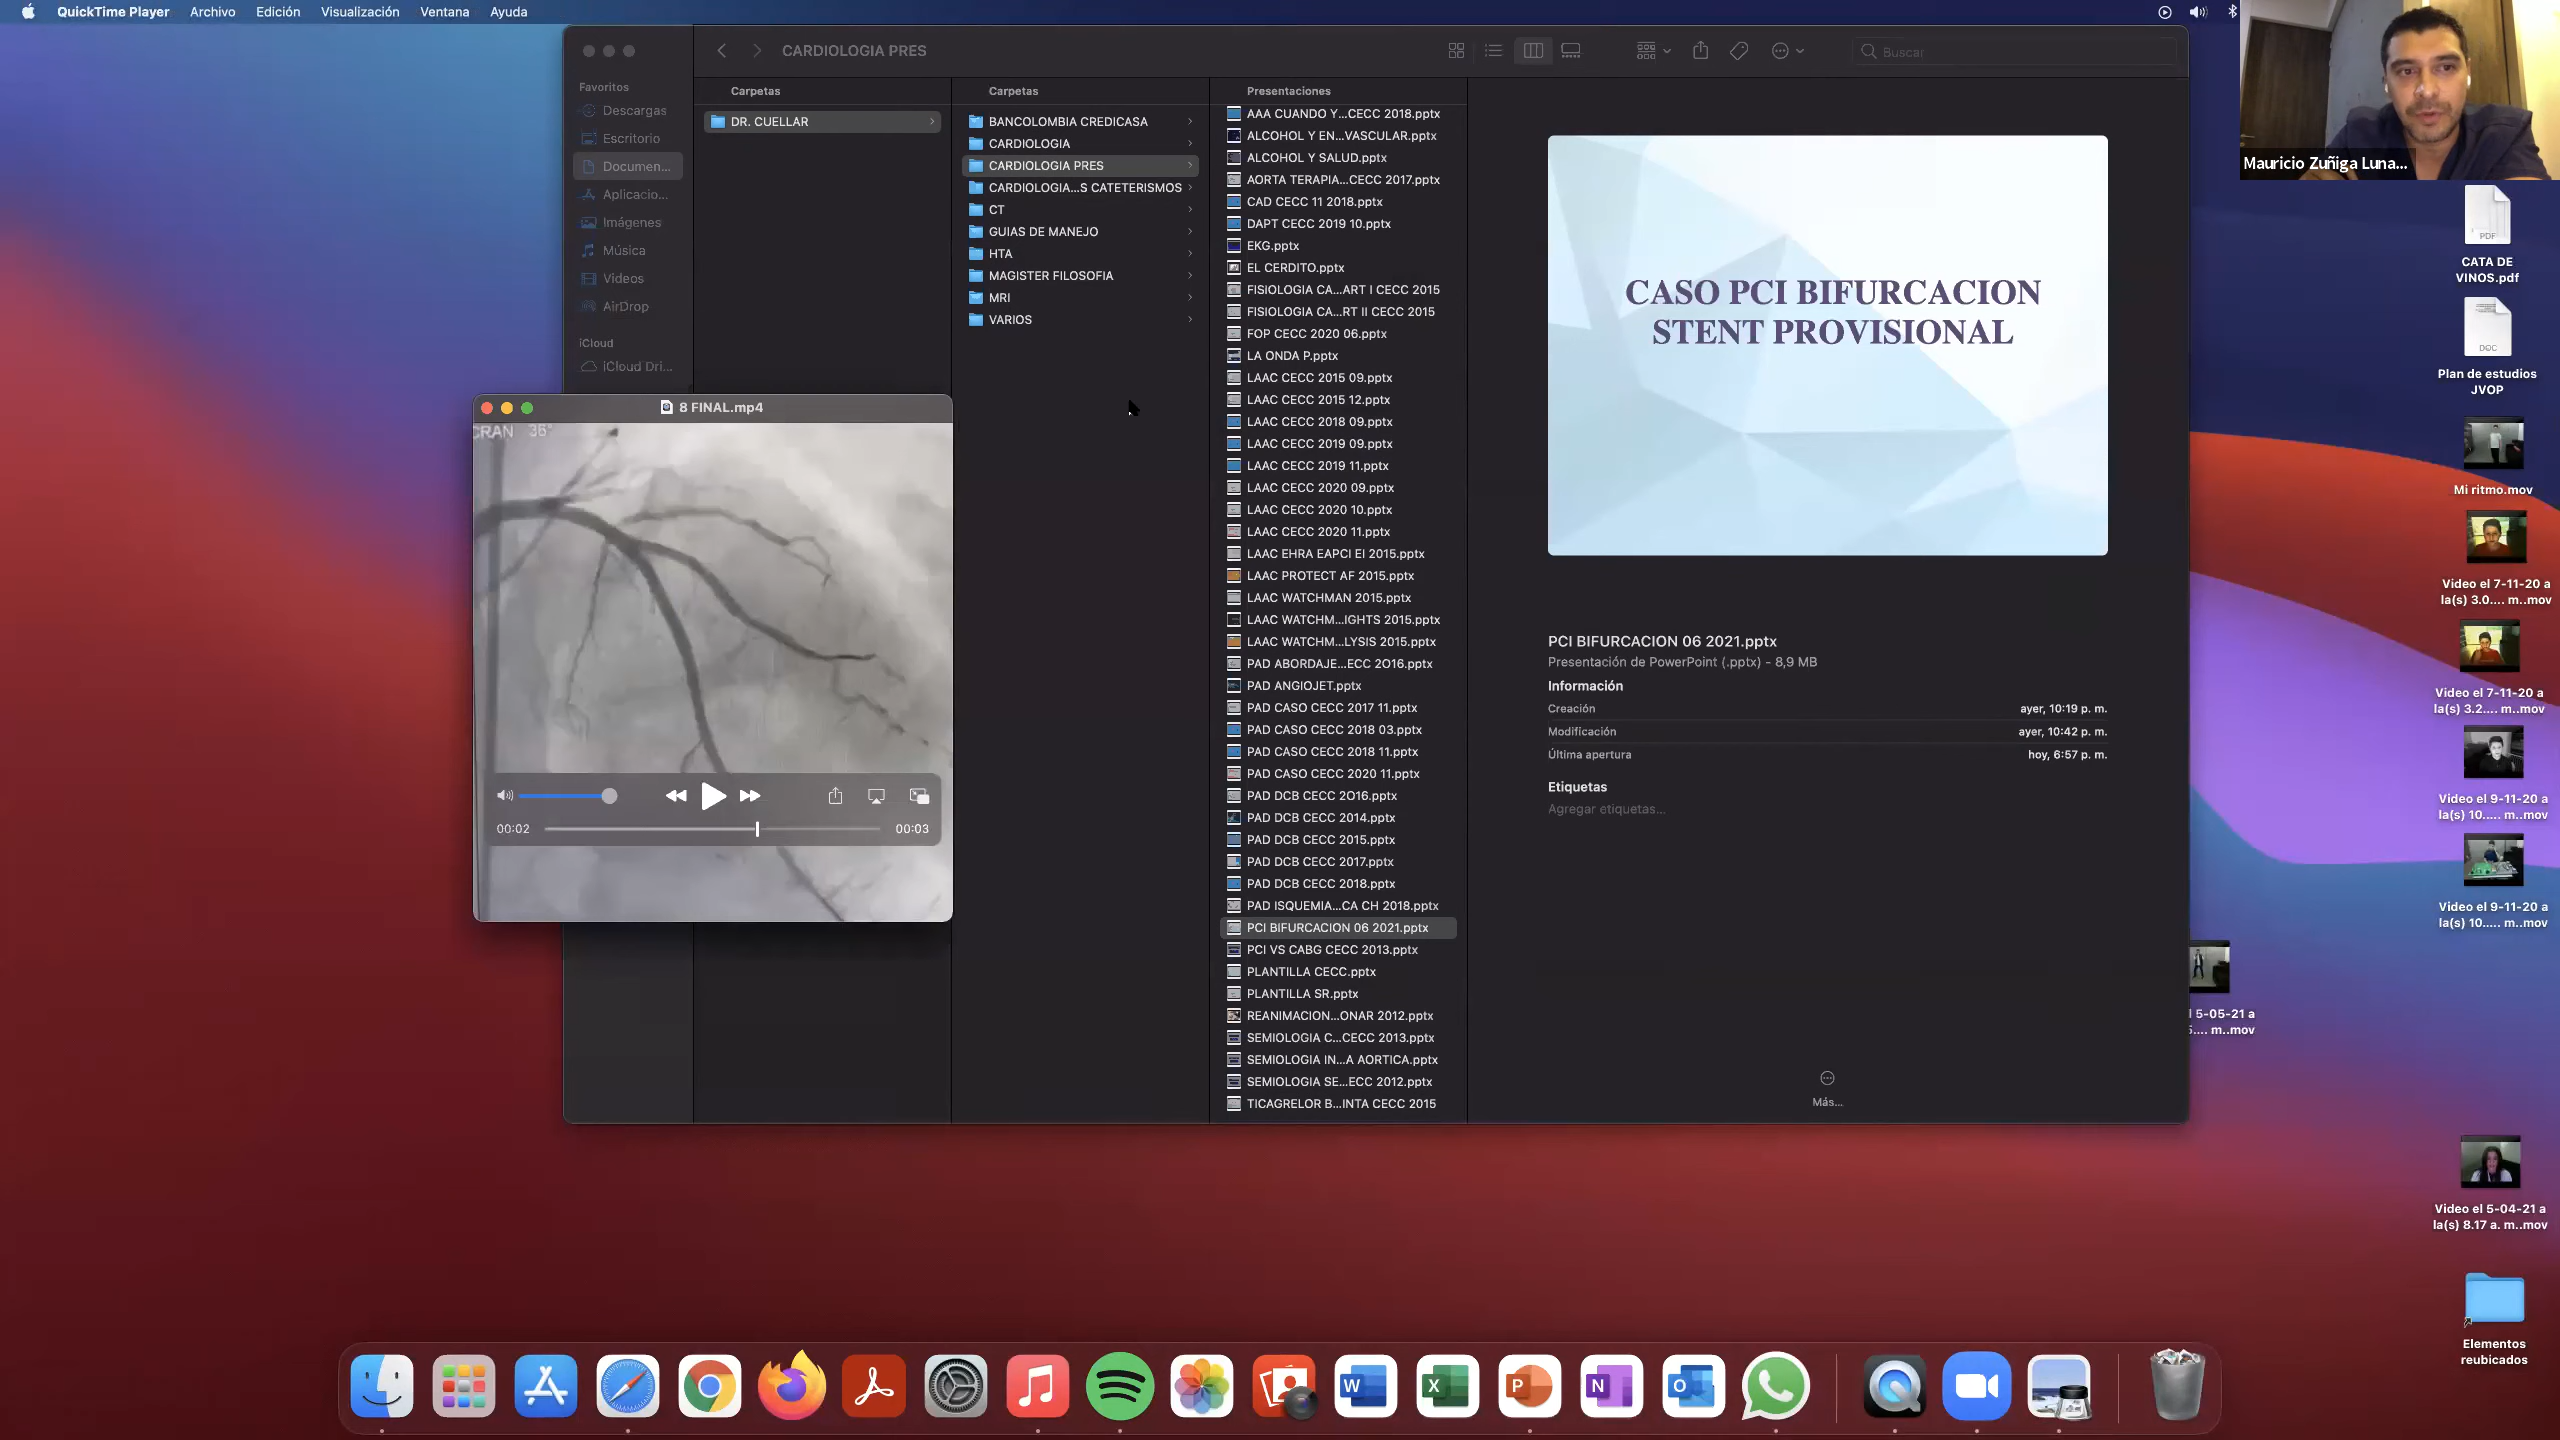 QuickTime Player Archivo Edición Visualización Ventana Ayuda
CARDIOLOGIA PRES
Buscar
Mauricio Zuñiga Luna...
Favoritos
Descargas
Escritorio
Documen...
Aplicacio...
Imágenes
Música
Videos
AirDrop
iCloud
iCloud Dri...
Carpetas
DR. CUELLAR
Carpetas
BANCOLOMBIA CREDICASA
CARDIOLOGIA
CARDIOLOGIA PRES
CARDIOLOGIA...S CATETERISMOS
CT
GUIAS DE MANEJO
HTA
MAGISTER FILOSOFIA
MRI
VARIOS
Presentaciones
AAA CUANDO Y...CECC 2018.pptx
ALCOHOL Y EN...VASCULAR.pptx
ALCOHOL Y SALUD.pptx
AORTA TERAPIA...CECC 2017.pptx
CAD CECC 11 2018.pptx
DAPT CECC 2019 10.pptx
EKG.pptx
EL CERDITO.pptx
FISIOLOGIA CA...ART I CECC 2015
FISIOLOGIA CA...RT II CECC 2015
FOP CECC 2020 06.pptx
LA ONDA P.pptx
LAAC CECC 2015 09.pptx
LAAC CECC 2015 12.pptx
LAAC CECC 2018 09.pptx
LAAC CECC 2019 09.pptx
LAAC CECC 2019 11.pptx
LAAC CECC 2020 09.pptx
LAAC CECC 2020 10.pptx
LAAC CECC 2020 11.pptx
LAAC EHRA EAPCI EI 2015.pptx
LAAC PROTECT AF 2015.pptx
LAAC WATCHMAN 2015.pptx
LAAC WATCHM...IGHTS 2015.pptx
LAAC WATCHM...LYSIS 2015.pptx
PAD ABORDAJE...ECC 2O16.pptx
PAD ANGIOJET.pptx
PAD CASO CECC 2017 11.pptx
PAD CASO CECC 2018 03.pptx
PAD CASO CECC 2018 11.pptx
PAD CASO CECC 2020 11.pptx
PAD DCB CECC 2O16.pptx
PAD DCB CECC 2014.pptx
PAD DCB CECC 2015.pptx
PAD DCB CECC 2017.pptx
PAD DCB CECC 2018.pptx
PAD ISQUEMIA...CA CH 2018.pptx
PCI BIFURCACION 06 2021.pptx
PCI VS CABG CECC 2013.pptx
PLANTILLA CECC.pptx
PLANTILLA SR.pptx
REANIMACION...ONAR 2012.pptx
SEMIOLOGIA C...CECC 2013.pptx
SEMIOLOGIA IN...A AORTICA.pptx
SEMIOLOGIA SE...ECC 2012.pptx
TICAGRELOR B...INTA CECC 2015
CASO PCI BIFURCACION
STENT PROVISIONAL
PCI BIFURCACION 06 2021.pptx
Presentación de PowerPoint (.pptx) - 8,9 MB
Información
Creación ayer, 10:19 p. m.
Modificación ayer, 10:42 p. m.
Última apertura hoy, 6:57 p. m.
Etiquetas
Agregar etiquetas...
Más...
8 FINAL.mp4
CRAN 36°
00:02 00:03
PDF
CATA DE
VINOS.pdf
DOC
Plan de estudios
JVOP
Mi ritmo.mov
Video el 7-11-20 a
la(s) 3.0.... m..mov
Video el 7-11-20 a
la(s) 3.2.... m..mov
Video el 9-11-20 a
la(s) 10..... m..mov
Video el 9-11-20 a
la(s) 10..... m..mov
l 5-05-21 a
5.... m..mov
Video el 5-04-21 a
la(s) 8.17 a. m..mov
Elementos
reubicados
W X P N O